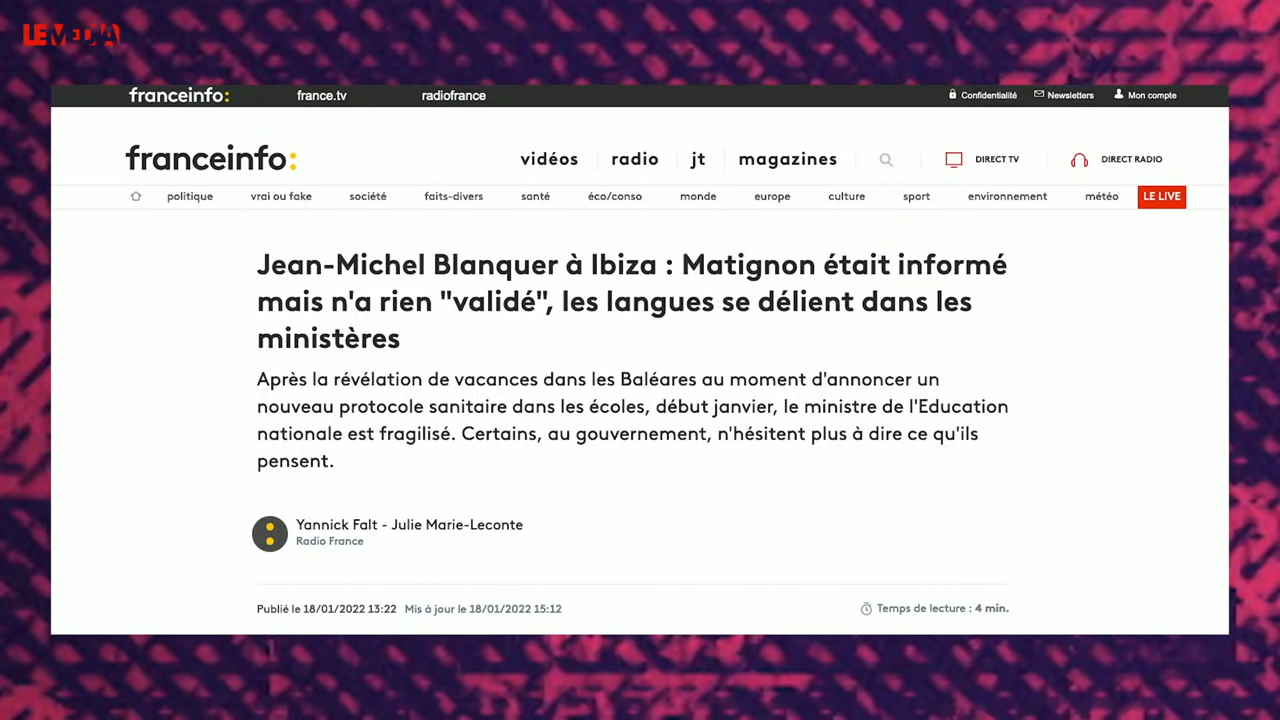 LEMEDIA
franceinfo: france.tv radiofrance Confidentialité Newsletters Mon compte
franceinfo: vidéos radio jt magazines DIRECT TV DIRECT RADIO
politique vrai ou fake société faits-divers santé éco/conso monde europe culture sport environnement météo LE LIVE
Jean-Michel Blanquer à Ibiza : Matignon était informé
mais n'a rien "validé", les langues se délient dans les
ministères
Après la révélation de vacances dans les Baléares au moment d'annoncer un
nouveau protocole sanitaire dans les écoles, début janvier, le ministre de l'Education
nationale est fragilisé. Certains, au gouvernement, n'hésitent plus à dire ce qu'ils
pensent.
Yannick Falt - Julie Marie-Leconte
Radio France
Publié le 18/01/2022 13:22 Mis à jour le 18/01/2022 15:12 Temps de lecture : 4 min.